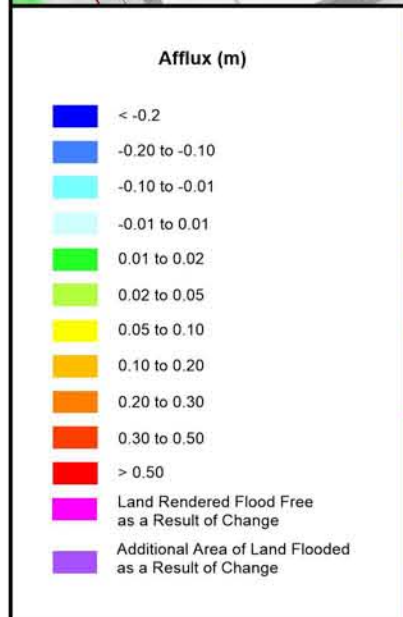 Afflux (m)
< -0.2
-0.20 to -0.10
-0.10 to -0.01
-0.01 to 0.01
0.01 to 0.02
0.02 to 0.05
0.05 to 0.10
0.10 to 0.20
0.20 to 0.30
0.30 to 0.50
> 0.50
Land Rendered Flood Free
as a Result of Change
Additional Area of Land Flooded
as a Result of Change